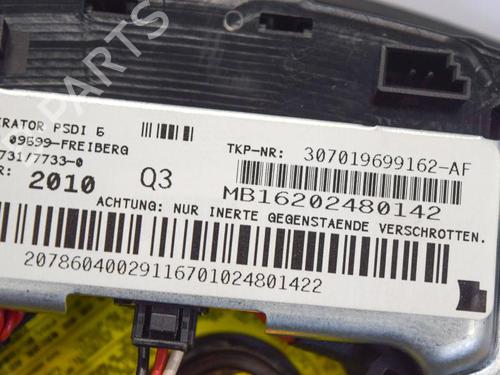 RATOR PSDI 6
09599-FREIBERG
731/7733-0
R: 2010 Q3
TKP-NR: 307019699162-AF
MB16202480142
ACHTUNG: NUR INERTE GEGENSTAENDE VERSCHROTTEN.
20786040029116701024801422
B-PARTS